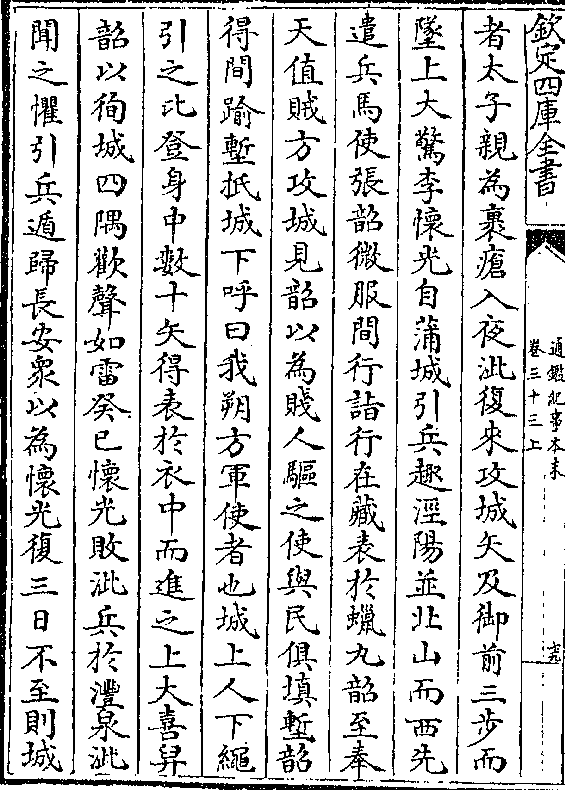 欽定四庫全書
通鑑紀事本末
卷三十三上
者太子親為裹瘡入夜泚復來攻城矢及御前三步而
墜上大驚李懷光自蒲城引兵趣涇陽並北山而西先
遣兵馬使張韶微服間行詣行在藏表於蠟丸韶至奉
天值賊方攻城見韶以為賤人驅之使與民俱填塹韶
得間踰塹抵城下呼曰我朔方軍使者也城上人下繩
引之比登身中數十矢得表於衣中而進之上大喜舁
韶以徇城四隅歡聲如雷癸巳懷光敗泚兵於澧泉泚
聞之懼引兵遁歸長安衆以為懷光復三日不至則城